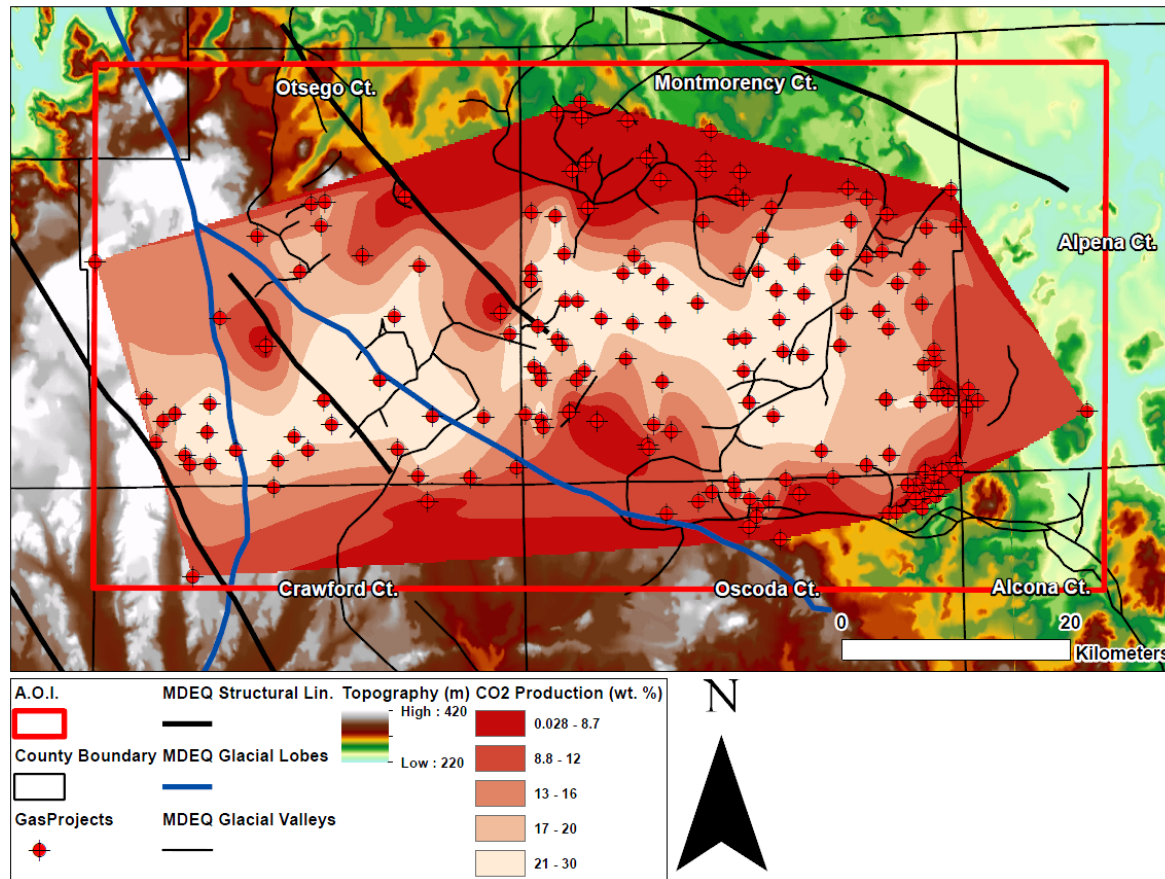 Otsego Ct.
Montmorency Ct.
Alpena Ct.
Crawford Ct.
Oscoda Ct.
Alcona Ct.
0 20
Kilometers
A.O.I.
County Boundary
GasProjects
MDEQ Structural Lin.
MDEQ Glacial Lobes
MDEQ Glacial Valleys
Topography (m)
High : 420
Low : 220
CO2 Production (wt. %)
0.028 - 8.7
8.8 - 12
13 - 16
17 - 20
21 - 30
N